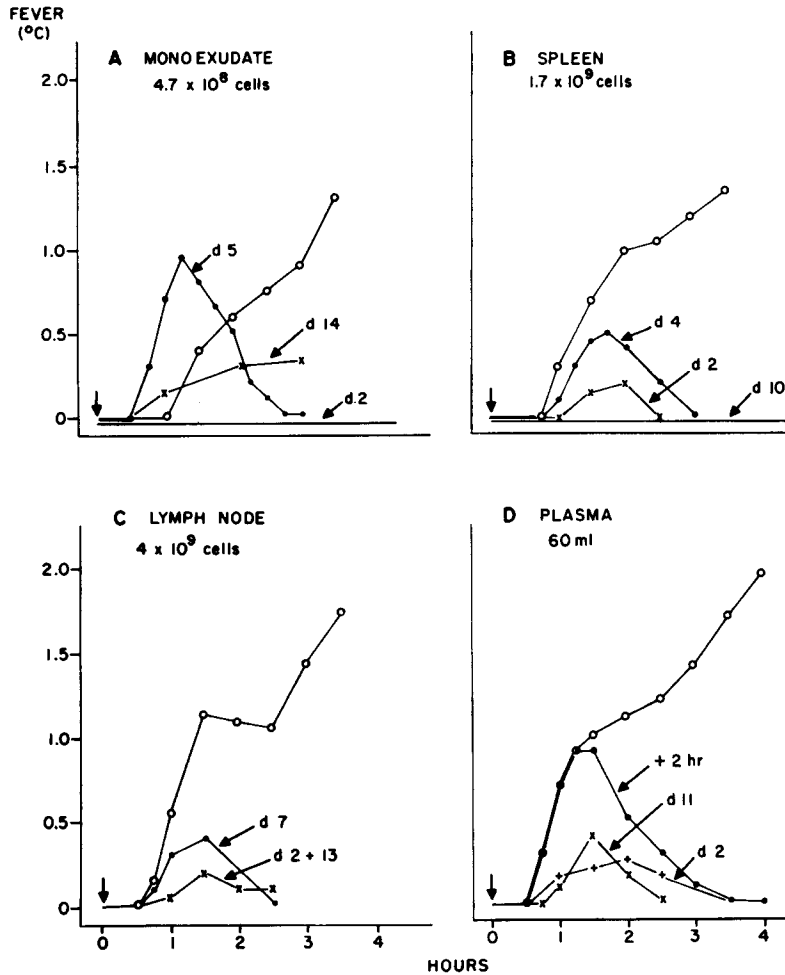 FEVER
(°C)
A MONO EXUDATE
4.7 x 10⁸ cells
2.0
1.5
1.0
0.5
0
d 5
d 14
d.2
B SPLEEN
1.7 x 10⁹ cells
d 4
d 2
d 10
C LYMPH NODE
4 x 10⁹ cells
2.0
1.5
1.0
0.5
0
d 7
d 2 + 13
0 1 2 3 4
D PLASMA
60 ml
+ 2 hr
d 11
d 2
0 1 2 3 4
HOURS